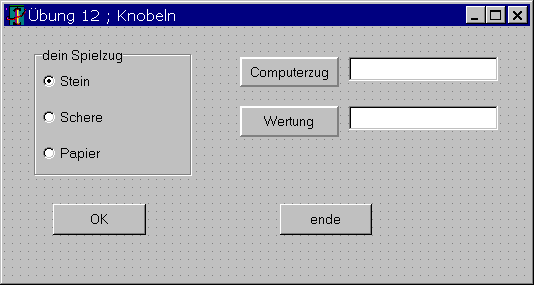 Übung 12 ; Knobeln
dein Spielzug
Stein
Schere
Papier
Computerzug
Wertung
OK
ende